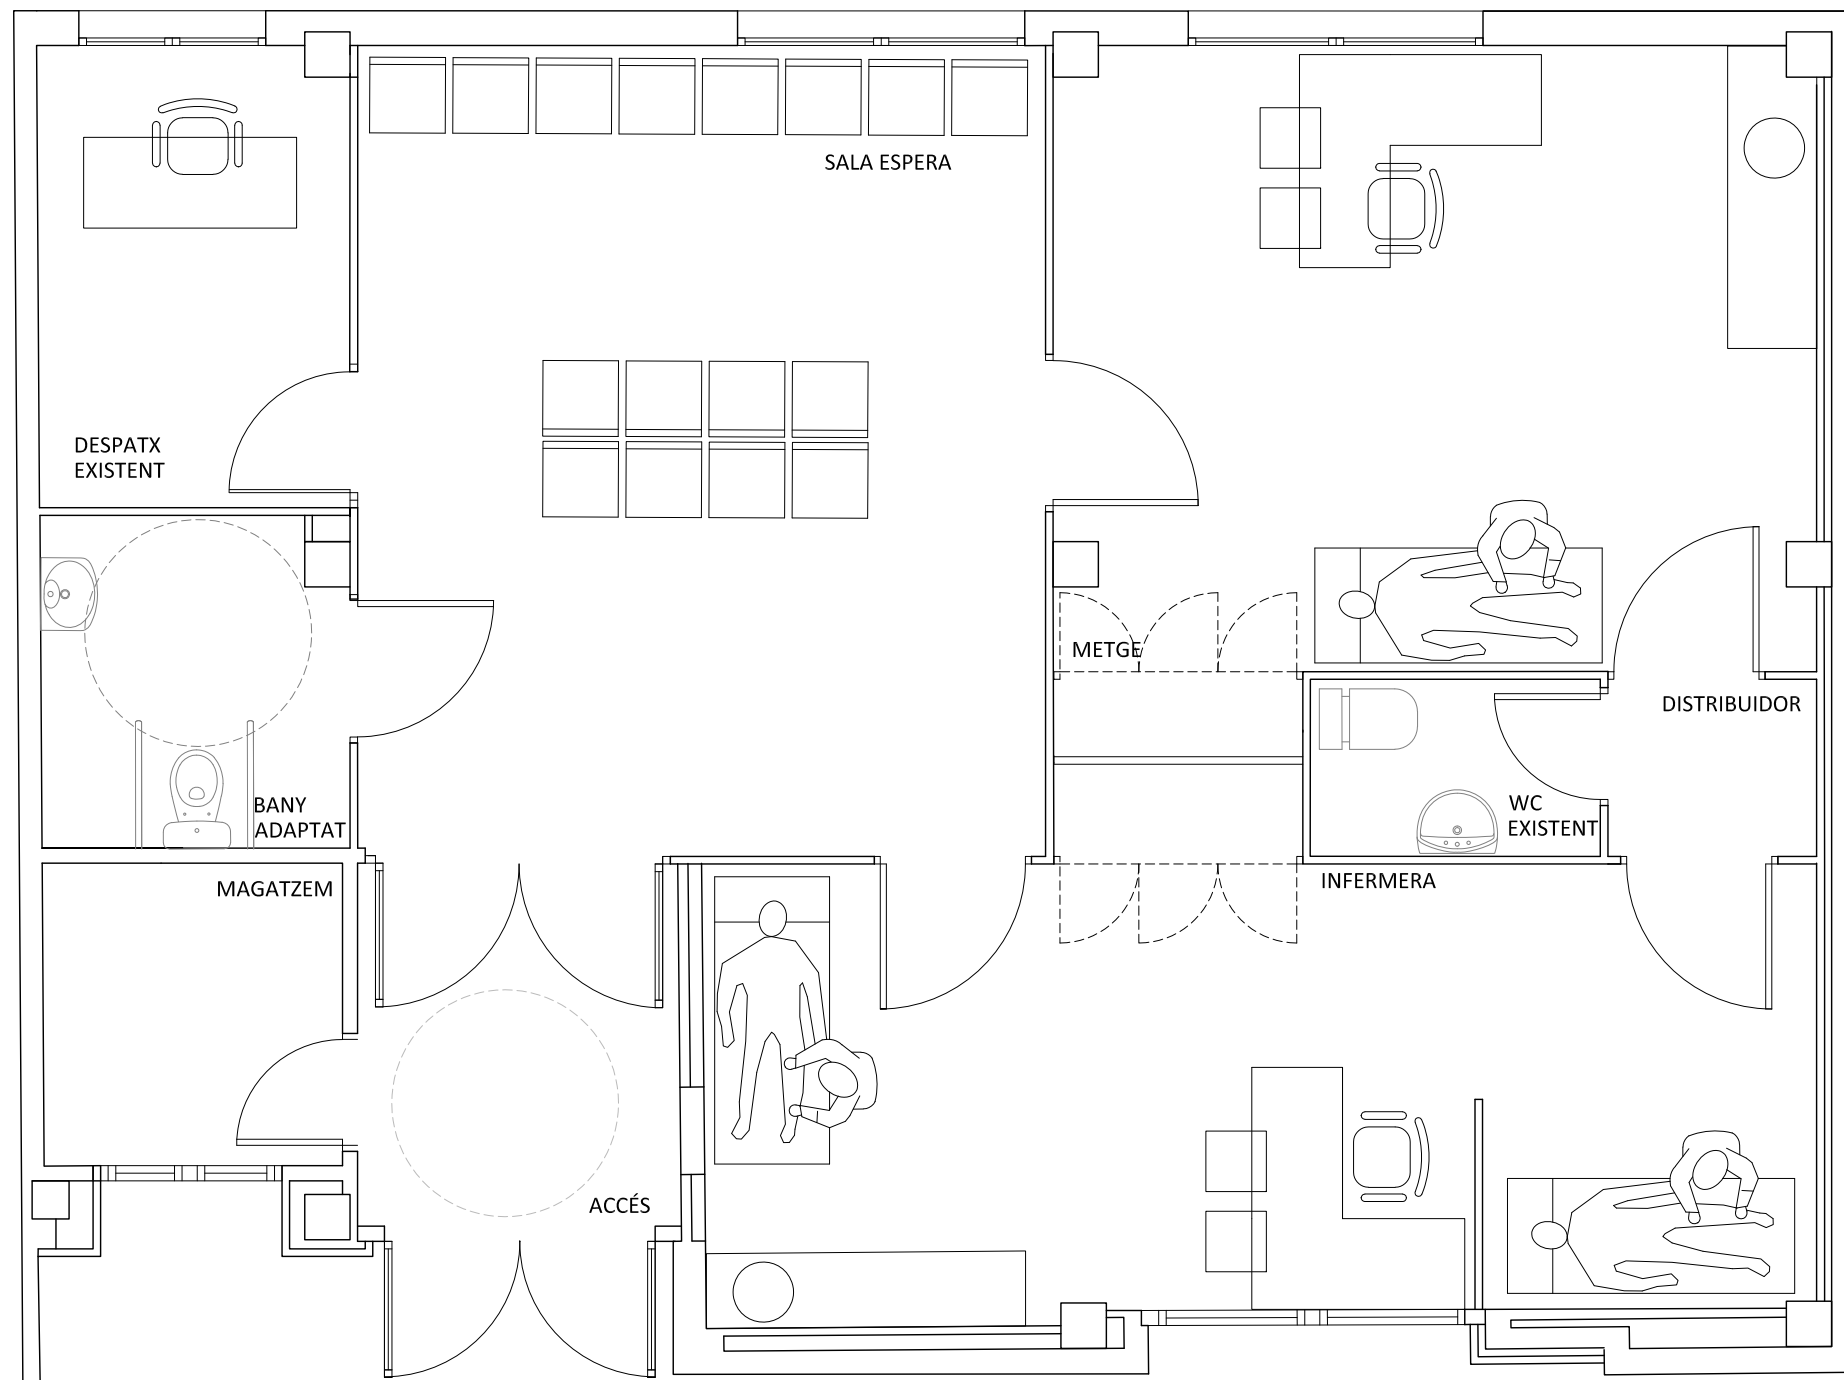 SALA ESPERA
DESPATX
EXISTENT
METGE
DISTRIBUIDOR
BANY
ADAPTAT
WC
EXISTENT
MAGATZEM
INFERMERA
ACCÉS